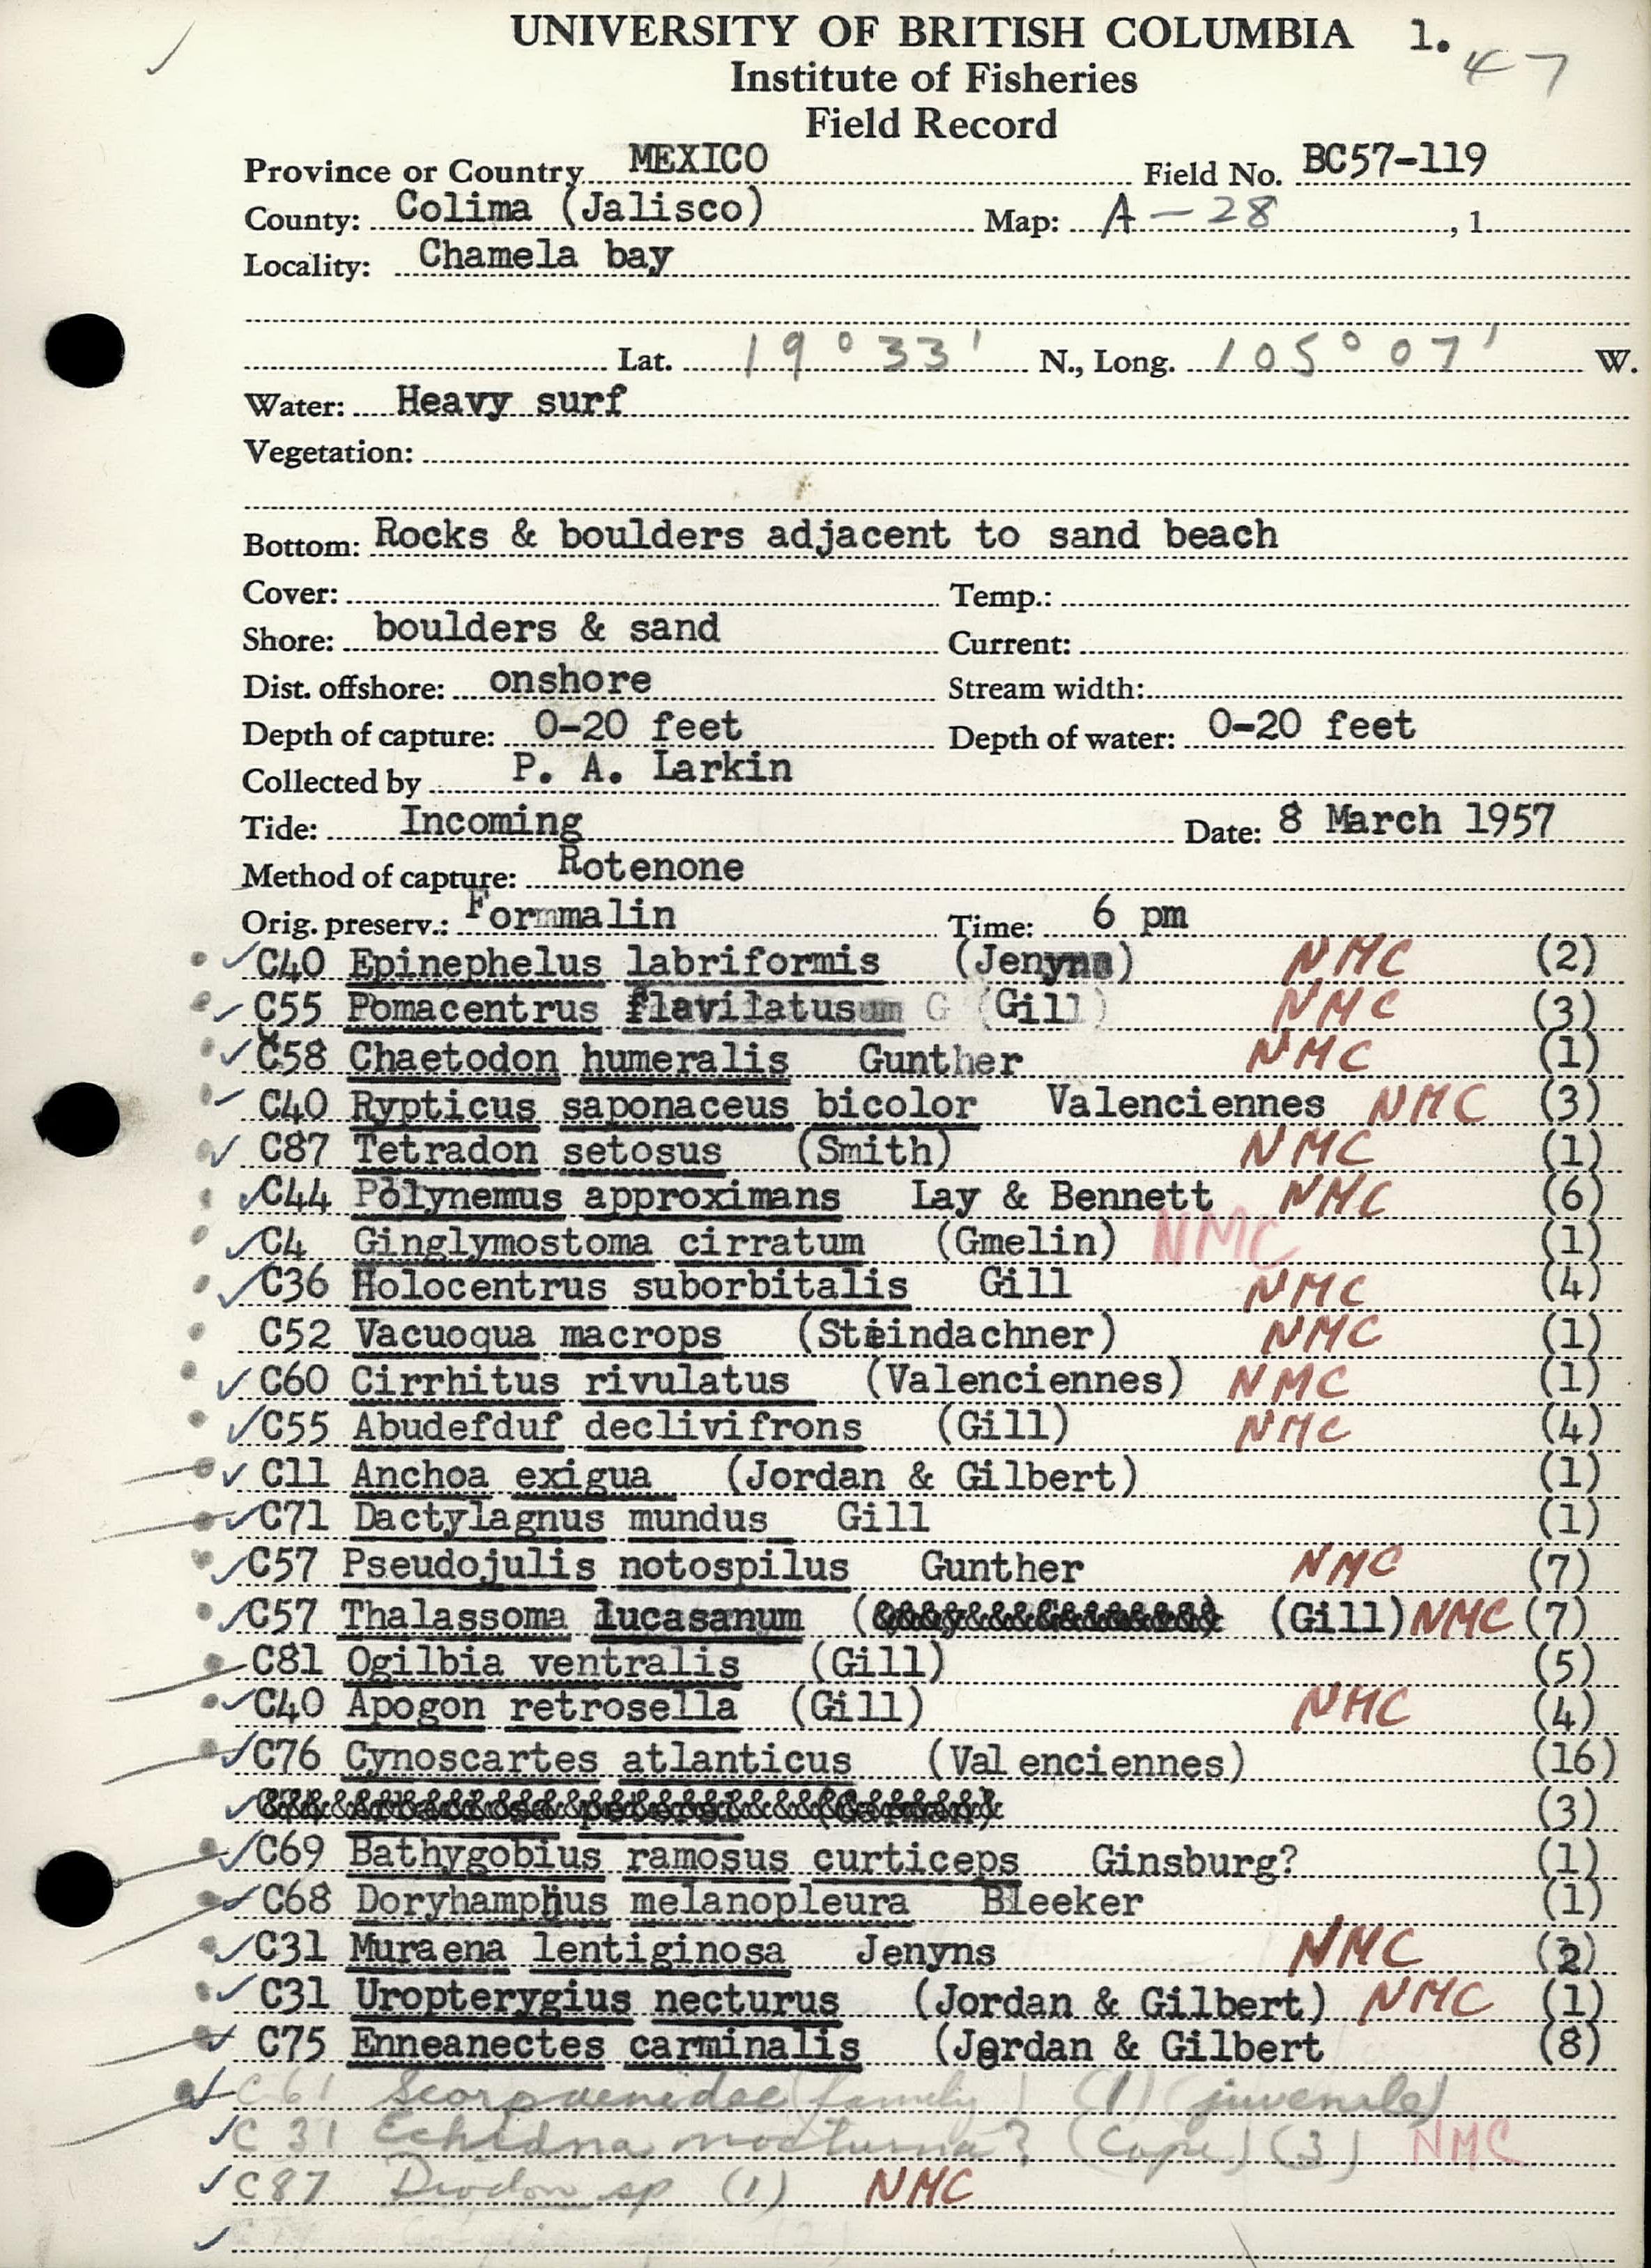 UNIVERSITY OF BRITISH COLUMBIA 1.
47
Institute of Fisheries
Field Record
Province or Country MEXICO Field No. BC57-119
County: Colima (Jalisco) Map: A-28 , 1
Locality: Chamela bay
Lat. 19°33' N., Long. 105°07' W.
Water: Heavy surf
Vegetation:
Bottom: Rocks & boulders adjacent to sand beach
Cover: Temp.:
Shore: boulders & sand Current:
Dist. offshore: onshore Stream width:
Depth of capture: 0-20 feet Depth of water: 0-20 feet
Collected by P. A. Larkin
Tide: Incoming Date: 8 March 1957
Method of capture: Rotenone
Orig. preserv.: Formmalin Time: 6 pm
C40 Epinephelus labriformis (Jenyns) NMC (2)
C55 Pomacentrus flavilatus (Gill) NMC (3)
C58 Chaetodon humeralis Gunther NMC (1)
C40 Rypticus saponaceus bicolor Valenciennes NMC (3)
C87 Tetradon setosus (Smith) NMC (1)
C44 Polynemus approximans Lay & Bennett NMC (6)
C4 Ginglymostoma cirratum (Gmelin) NMC (1)
C36 Holocentrus suborbitalis Gill NMC (4)
C52 Vacuoqua macrops (Steindachner) NMC (1)
C60 Cirrhitus rivulatus (Valenciennes) NMC (1)
C55 Abudefduf declivifrons (Gill) NMC (4)
C11 Anchoa exigua (Jordan & Gilbert) (1)
C71 Dactylagnus mundus Gill (1)
C57 Pseudojulis notospilus Gunther NMC (7)
C57 Thalassoma lucasanum (Gill) NMC (7)
C81 Ogilbia ventralis (Gill) (5)
C40 Apogon retrosella (Gill) NMC (4)
C76 Cynoscartes atlanticus (Valenciennes) (16)
(3)
C69 Bathygobius ramosus curticeps Ginsburg? (1)
C68 Doryhamphus melanopleura Bleeker (1)
C31 Muraena lentiginosa Jenyns NMC (2)
C31 Uropterygius necturus (Jordan & Gilbert) NMC (1)
C75 Enneanectes carminalis (Jordan & Gilbert (8)
C61 Scorpaenidae (family) (1) (juvenile)
C31 Echidna nocturna? (Cope) (3) NMC
C87 Diodon sp (1) NMC